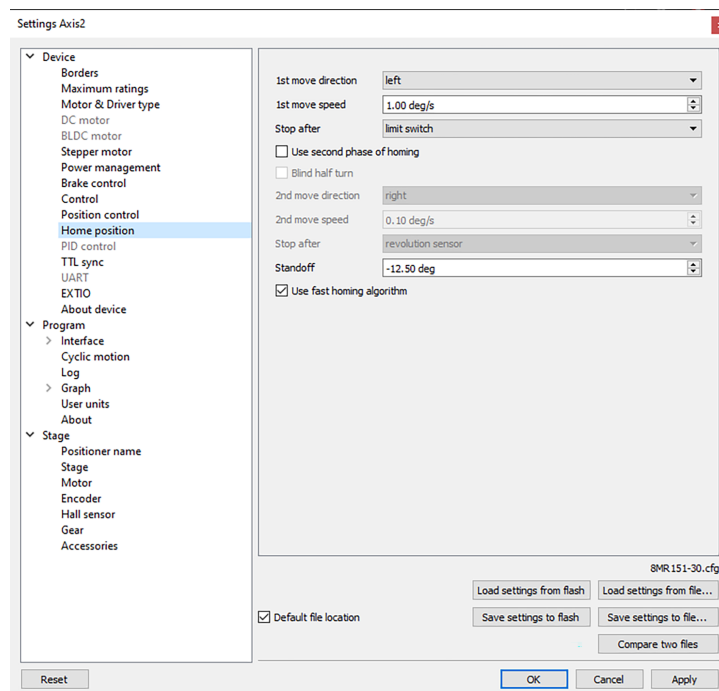 Settings Axis2
Device
Borders
Maximum ratings
Motor & Driver type
DC motor
BLDC motor
Stepper motor
Power management
Brake control
Control
Position control
Home position
PID control
TTL sync
UART
EXTIO
About device
Program
Interface
Cyclic motion
Log
Graph
User units
About
Stage
Positioner name
Stage
Motor
Encoder
Hall sensor
Gear
Accessories
1st move direction left
1st move speed 1.00 deg/s
Stop after limit switch
Use second phase of homing
Blind half turn
2nd move direction right
2nd move speed 0.10 deg/s
Stop after revolution sensor
Standoff -12.50 deg
Use fast homing algorithm
8MR151-30.cfg
Load settings from flash Load settings from file...
Default file location Save settings to flash Save settings to file...
Compare two files
Reset OK Cancel Apply